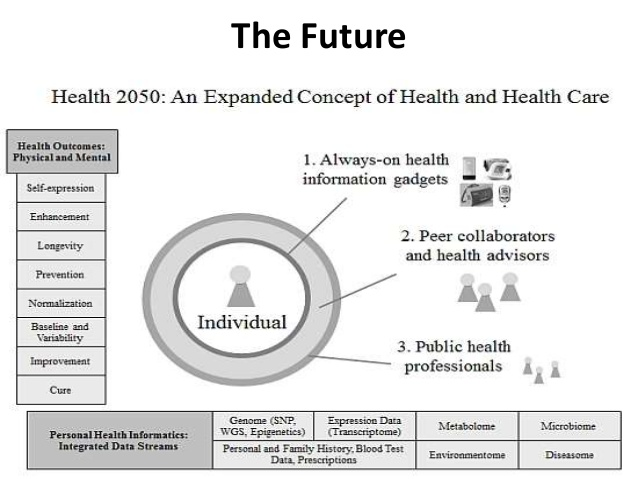 The Future
Health 2050: An Expanded Concept of Health and Health Care
Health Outcomes:
Physical and Mental
Self-expression
Enhancement
Longevity
Prevention
Normalization
Baseline and
Variability
Improvement
Cure
1. Always-on health
information gadgets
2. Peer collaborators
and health advisors
3. Public health
professionals
Individual
Personal Health Informatics:
Integrated Data Streams
Genome (SNP,
WGS, Epigenetics)
Expression Data
(Transcriptome)
Metabolome
Microbiome
Personal and Family History, Blood Test
Data, Prescriptions
Environmentome
Diseasome